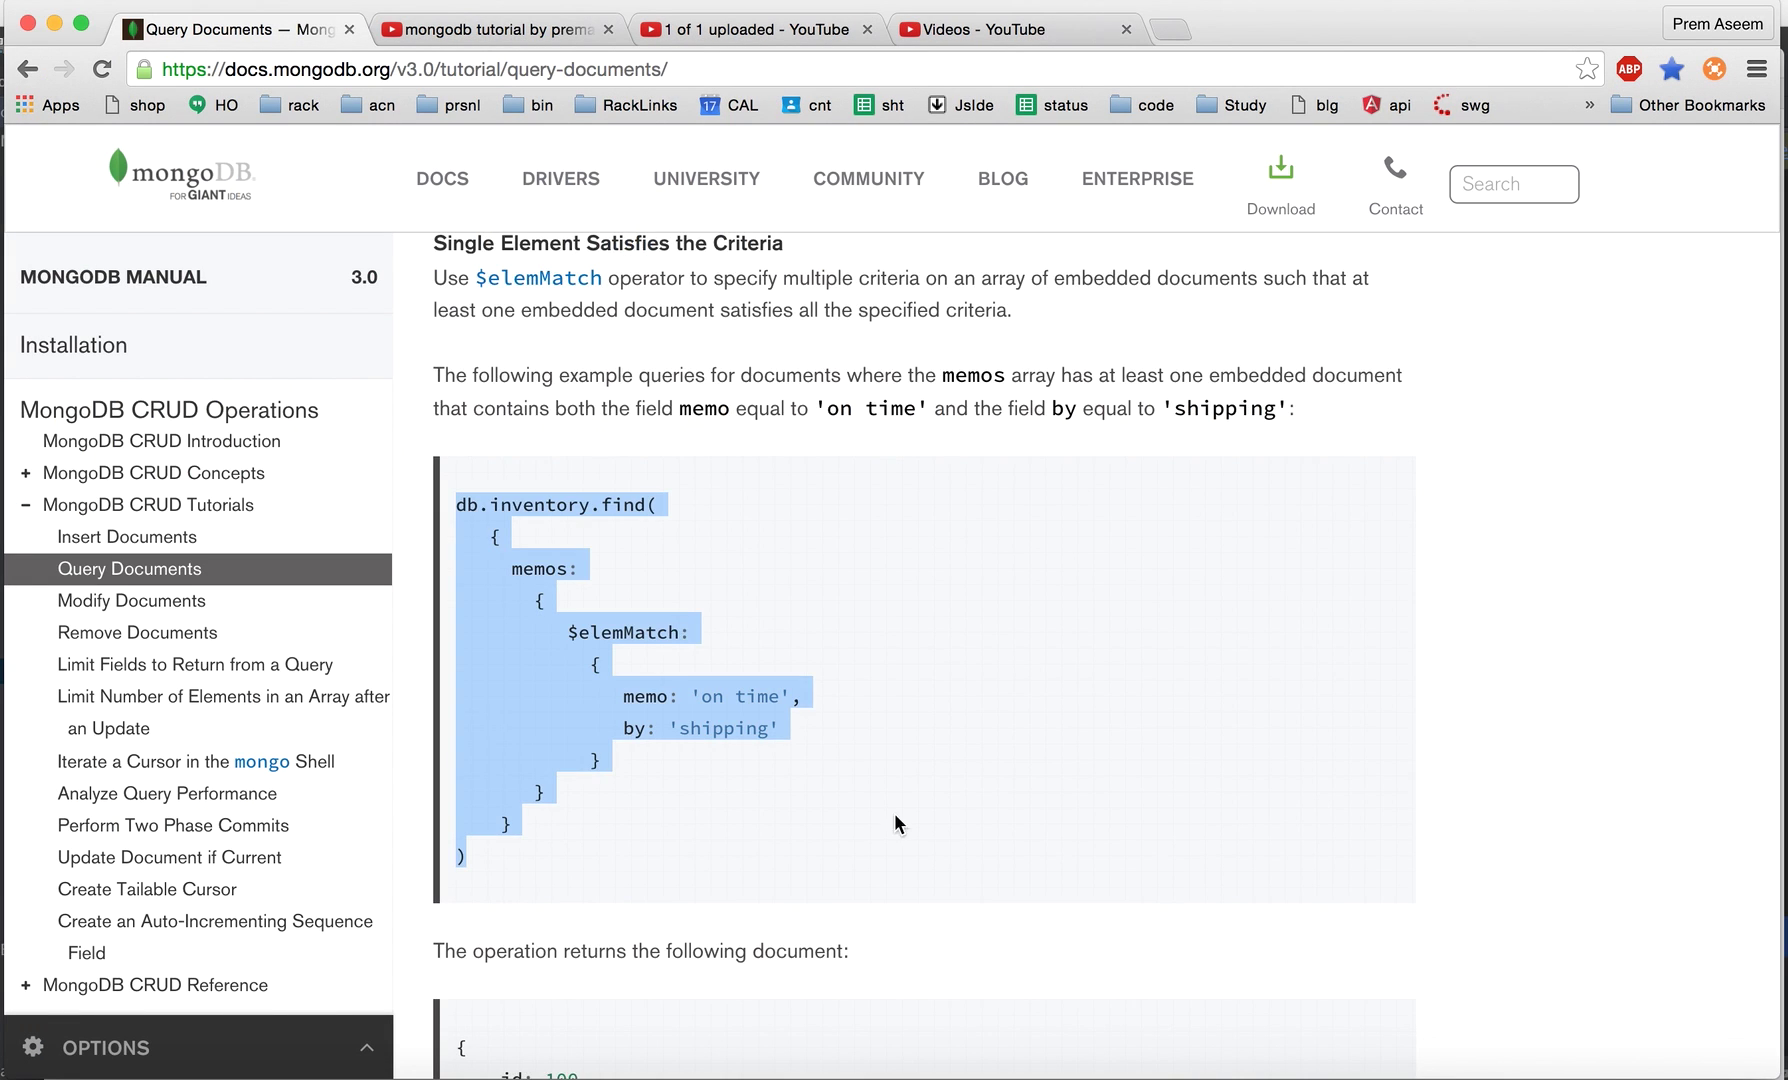 Query Documents — Mong
mongodb tutorial by prema
1 of 1 uploaded - YouTube
Videos - YouTube
Prem Aseem
https://docs.mongodb.org/v3.0/tutorial/query-documents/
ABP
Apps shop HO rack acn prsnl bin RackLinks 17 CAL cnt sht Jslde status code Study blg api swg » Other Bookmarks
mongoDB.
FOR GIANT IDEAS
DOCS DRIVERS UNIVERSITY COMMUNITY BLOG ENTERPRISE
Download
Contact
Search
MONGODB MANUAL 3.0
Installation
MongoDB CRUD Operations
MongoDB CRUD Introduction
+ MongoDB CRUD Concepts
- MongoDB CRUD Tutorials
Insert Documents
Query Documents
Modify Documents
Remove Documents
Limit Fields to Return from a Query
Limit Number of Elements in an Array after
an Update
Iterate a Cursor in the mongo Shell
Analyze Query Performance
Perform Two Phase Commits
Update Document if Current
Create Tailable Cursor
Create an Auto-Incrementing Sequence
Field
+ MongoDB CRUD Reference
OPTIONS
Single Element Satisfies the Criteria
Use $elemMatch operator to specify multiple criteria on an array of embedded documents such that at
least one embedded document satisfies all the specified criteria.
The following example queries for documents where the memos array has at least one embedded document
that contains both the field memo equal to 'on time' and the field by equal to 'shipping':
db.inventory.find(
{
memos:
{
$elemMatch:
{
memo: 'on time',
by: 'shipping'
}
}
}
)
The operation returns the following document:
{
id: 100